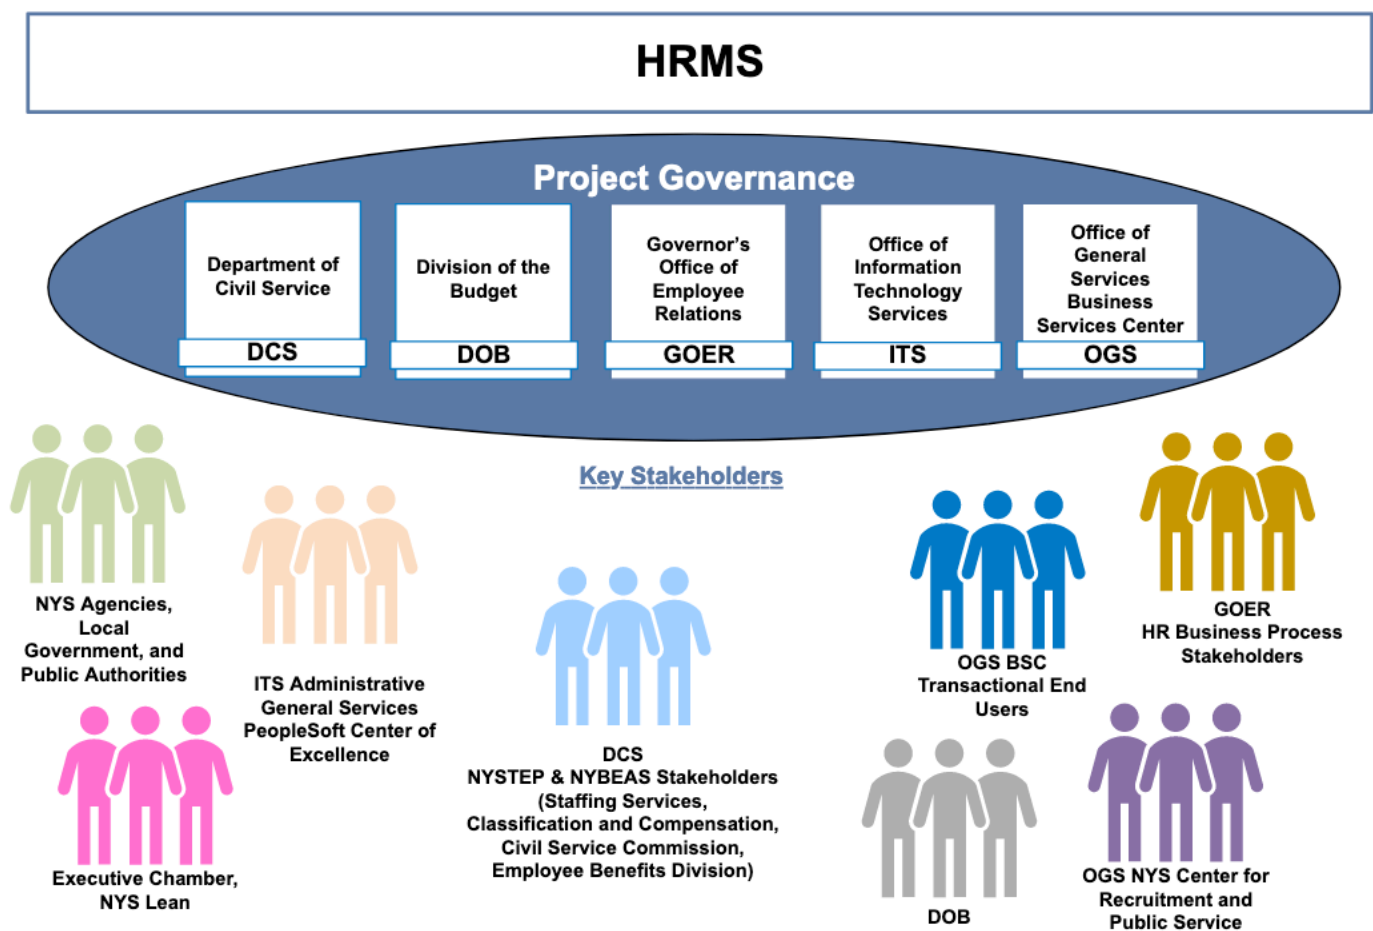 HRMS
Project Governance
Department of
Civil Service
DCS
Division of the
Budget
DOB
Governor's
Office of
Employee
Relations
GOER
Office of
Information
Technology
Services
ITS
Office of
General
Services
Business
Services Center
OGS
Key Stakeholders
NYS Agencies,
Local
Government, and
Public Authorities
ITS Administrative
General Services
PeopleSoft Center of
Excellence
Executive Chamber,
NYS Lean
DCS
NYSTEP & NYBEAS Stakeholders
(Staffing Services,
Classification and Compensation,
Civil Service Commission,
Employee Benefits Division)
OGS BSC
Transactional End
Users
GOER
HR Business Process
Stakeholders
DOB
OGS NYS Center for
Recruitment and
Public Service